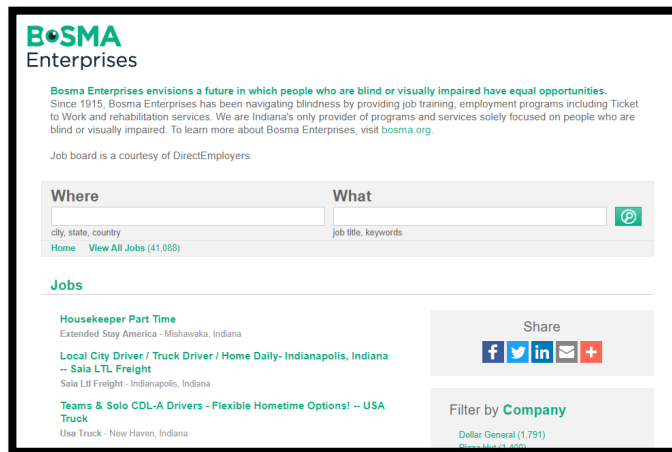 BOSMA
Enterprises
Bosma Enterprises envisions a future in which people who are blind or visually impaired have equal opportunities.
Since 1915, Bosma Enterprises has been navigating blindness by providing job training, employment programs including Ticket
to Work and rehabilitation services. We are Indiana's only provider of programs and services solely focused on people who are
blind or visually impaired. To learn more about Bosma Enterprises, visit bosma.org.
Job board is a courtesy of DirectEmployers.
Where
What
city, state, country
job title, keywords
Home View All Jobs (41,088)
Jobs
Housekeeper Part Time
Extended Stay America - Mishawaka, Indiana
Local City Driver / Truck Driver / Home Daily- Indianapolis, Indiana
-- Saia LTL Freight
Saia Ltl Freight - Indianapolis, Indiana
Teams & Solo CDL-A Drivers - Flexible Hometime Options! -- USA
Truck
Usa Truck - New Haven, Indiana
Share
Filter by Company
Dollar General (1,791)
Pizza Hut (1,400)